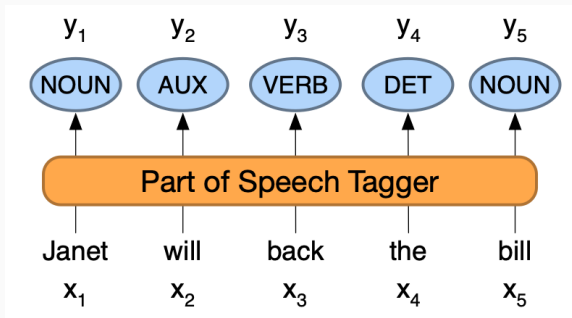 y₁ y₂ y₃ y₄ y₅
NOUN AUX VERB DET NOUN
Part of Speech Tagger
Janet will back the bill
x₁ x₂ x₃ x₄ x₅